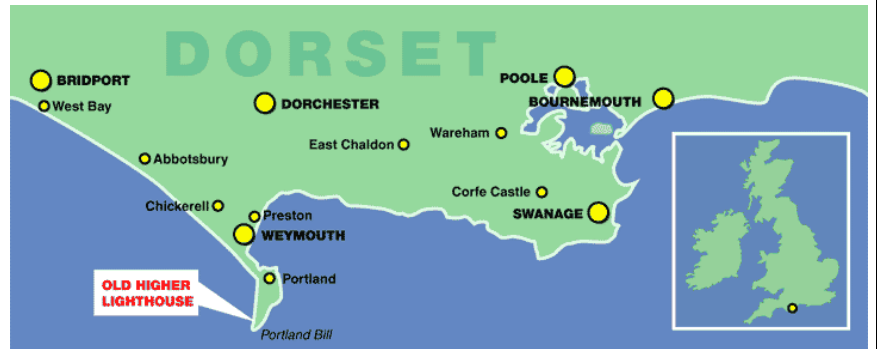 DORSET
BRIDPORT
West Bay
DORCHESTER
POOLE
BOURNEMOUTH
Wareham
East Chaldon
Abbotsbury
Corfe Castle
Chickerell
Preston
SWANAGE
WEYMOUTH
Portland
OLD HIGHER
LIGHTHOUSE
Portland Bill